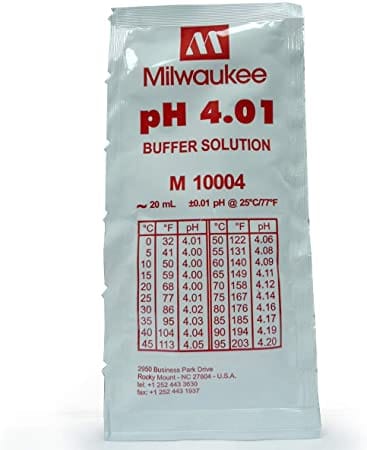 Milwaukee
pH 4.01
BUFFER SOLUTION
M 10004
~ 20 mL ±0.01 pH @ 25°C/77°F
°C °F pH °C °F pH
0 32 4.01 50 122 4.06
5 41 4.00 55 131 4.08
10 50 4.00 60 140 4.09
15 59 4.00 65 149 4.11
20 68 4.00 70 158 4.12
25 77 4.01 75 167 4.14
30 86 4.02 80 176 4.16
35 95 4.03 85 185 4.17
40 104 4.04 90 194 4.19
45 113 4.05 95 203 4.20
2950 Business Park Drive
Rocky Mount - NC 27804 - U.S.A.
tel: +1 252 443 3630
fax: +1 252 443 1937